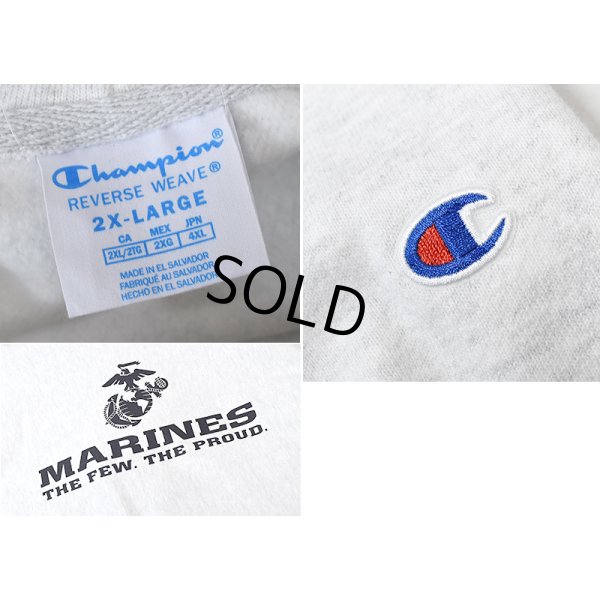 Champion®
REVERSE WEAVE®
2X-LARGE
CA MEX JPN
2XL/2TG 2XG 4XL
MADE IN EL SALVADOR
FABRIQUÉ AU SALVADOR
HECHO EN EL SALVADOR
SOLD
MARINES
THE FEW. THE PROUD.